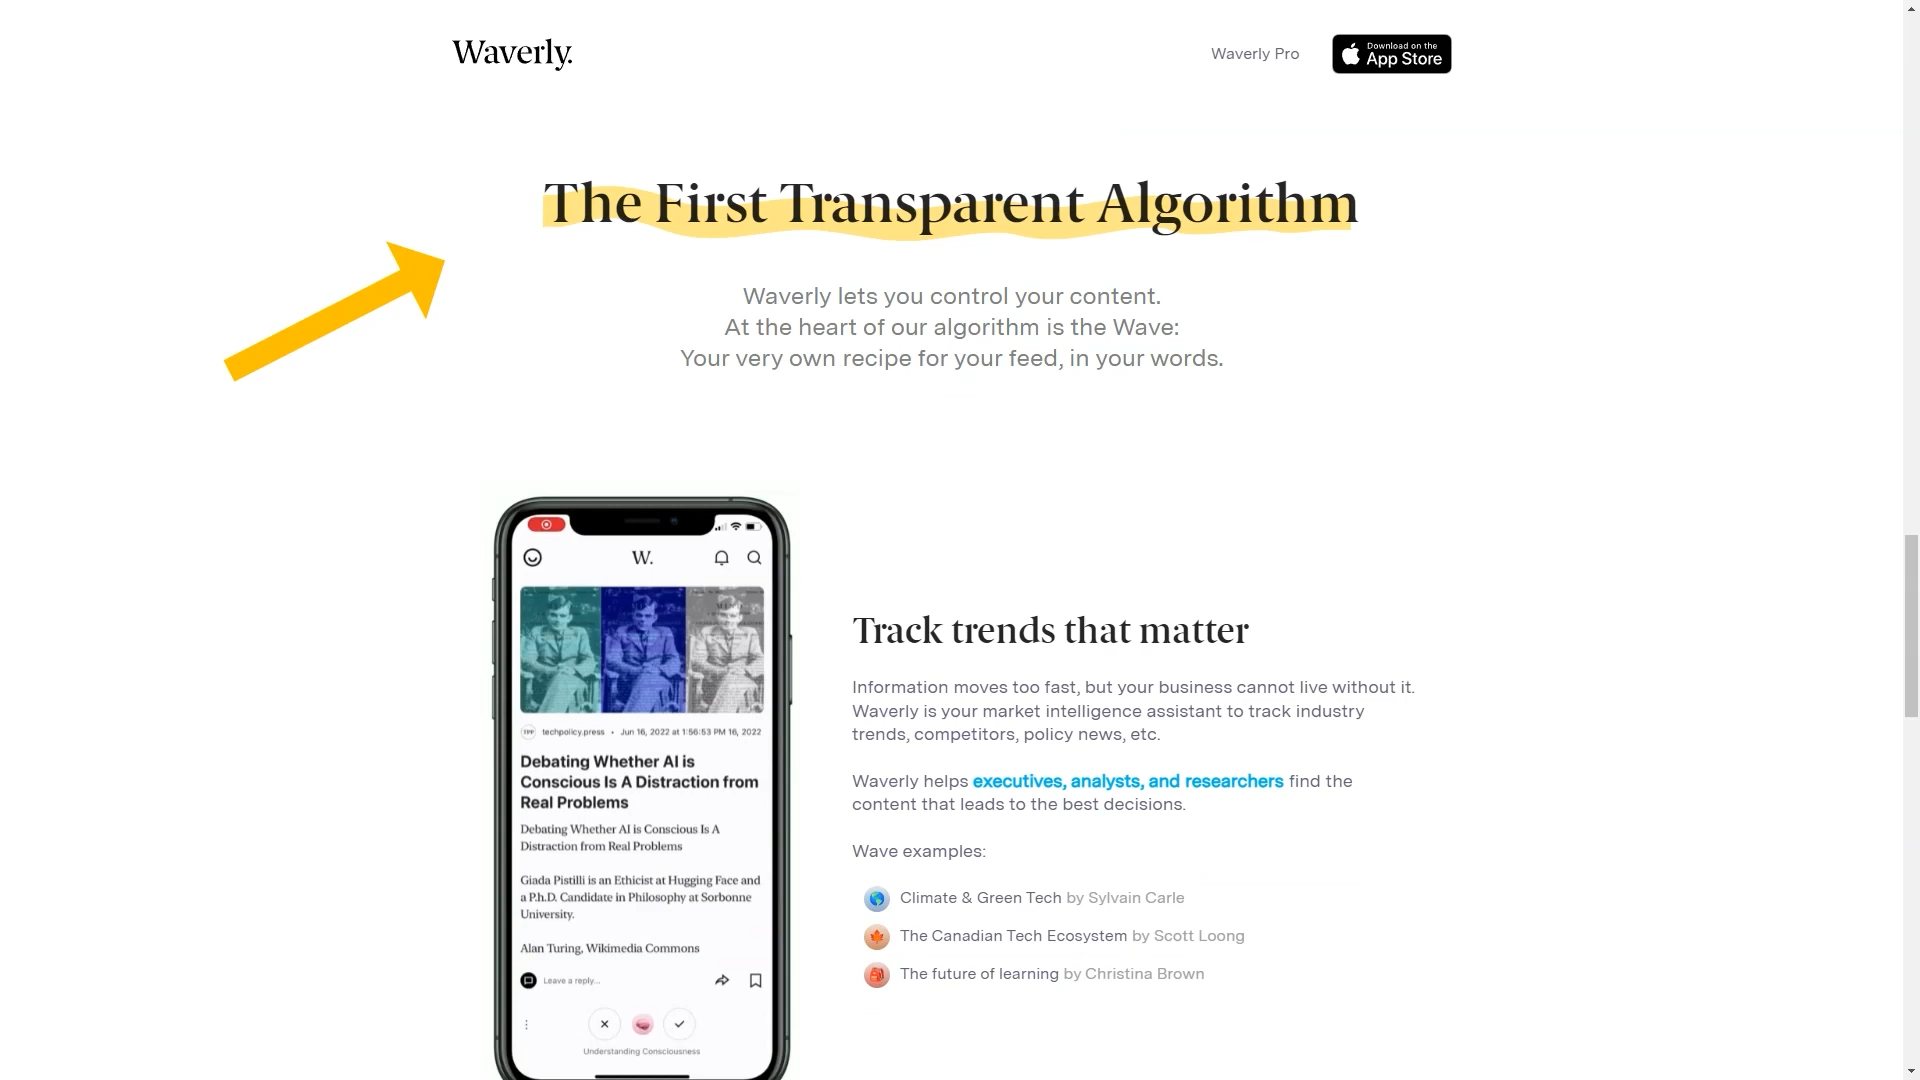 Waverly.
Waverly Pro
Download on the
App Store
The First Transparent Algorithm
Waverly lets you control your content.
At the heart of our algorithm is the Wave:
Your very own recipe for your feed, in your words.
W.
techpolicy.press • Jun 16, 2022 at 1:56:53 PM 16, 2022
Debating Whether AI is
Conscious Is A Distraction from
Real Problems
Debating Whether AI is Conscious Is A
Distraction from Real Problems
Giada Pistilli is an Ethicist at Hugging Face and
a P.h.D. Candidate in Philosophy at Sorbonne
University.
Alan Turing, Wikimedia Commons
Leave a reply...
Understanding Consciousness
Track trends that matter
Information moves too fast, but your business cannot live without it.
Waverly is your market intelligence assistant to track industry
trends, competitors, policy news, etc.
Waverly helps executives, analysts, and researchers find the
content that leads to the best decisions.
Wave examples:
Climate & Green Tech by Sylvain Carle
The Canadian Tech Ecosystem by Scott Loong
The future of learning by Christina Brown